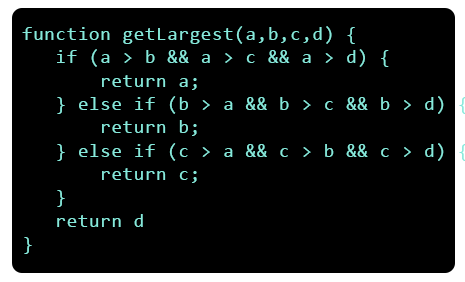 function getLargest(a,b,c,d) {
   if (a > b && a > c && a > d) {
       return a;
   } else if (b > a && b > c && b > d) {
       return b;
   } else if (c > a && c > b && c > d) {
       return c;
   }
   return d
}